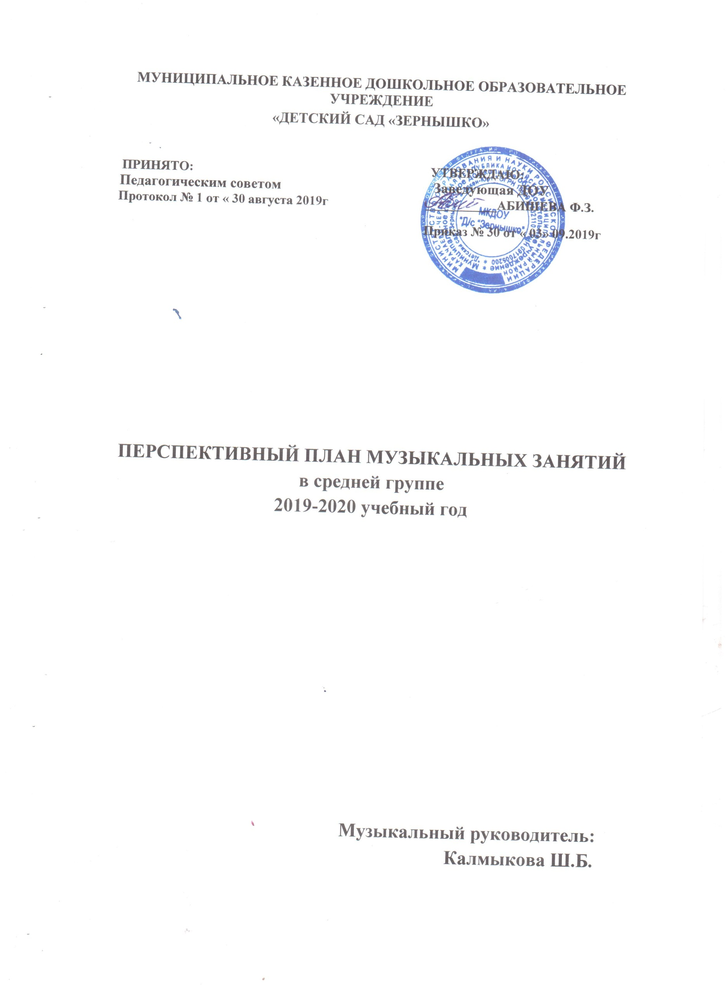 МУНИЦИПАЛЬНОЕ КАЗЕННОЕ ДОШКОЛЬНОЕ ОБРАЗОВАТЕЛЬНОЕ
УЧРЕЖДЕНИЕ
«ДЕТСКИЙ САД «ЗЕРНЫШКО»
ПРИНЯТО:
Педагогическим советом
Протокол № 1 от « 30 августа 2019г
УТВЕРЖДАЮ:
Заведующая ДОУ
АБИШЕВА Ф.З.
Приказ № 30 от « 03» 09.2019г
МКДОУ
"Д/с "Зернышко"
ПЕРСПЕКТИВНЫЙ ПЛАН МУЗЫКАЛЬНЫХ ЗАНЯТИЙ
в средней группе
2019-2020 учебный год
Музыкальный руководитель:
Калмыкова Ш.Б.